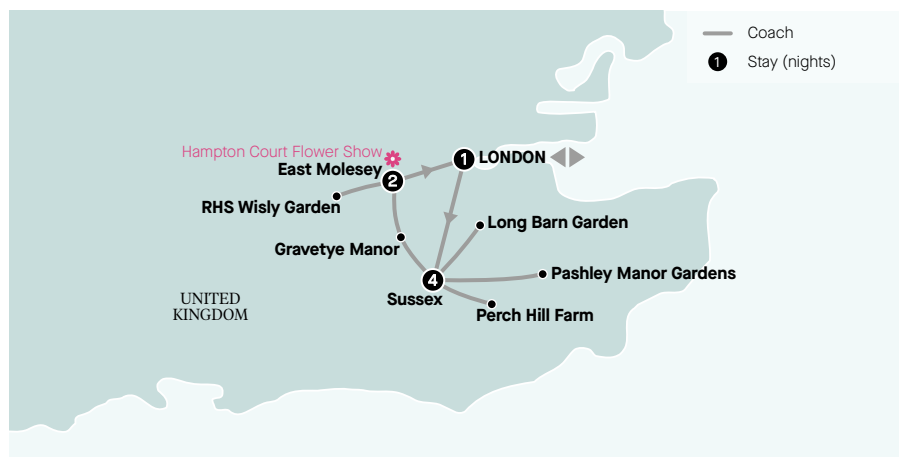 Coach
1 Stay (nights)
Hampton Court Flower Show
1 LONDON
East Molesey
2
RHS Wisly Garden
Long Barn Garden
Gravetye Manor
Pashley Manor Gardens
4
Sussex
UNITED
KINGDOM
Perch Hill Farm